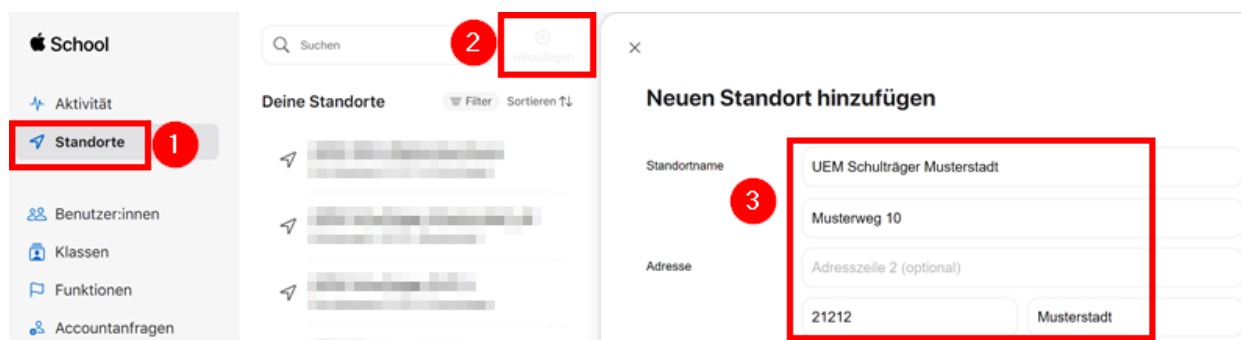 School
Aktivität
Standorte
1
Benutzer:innen
Klassen
Funktionen
Accountanfragen
Suchen
2
Hinzufügen
Deine Standorte
Filter
Sortieren
Neuen Standort hinzufügen
Standortname
UEM Schulträger Musterstadt
3
Musterweg 10
Adresse
Adresszeile 2 (optional)
21212
Musterstadt